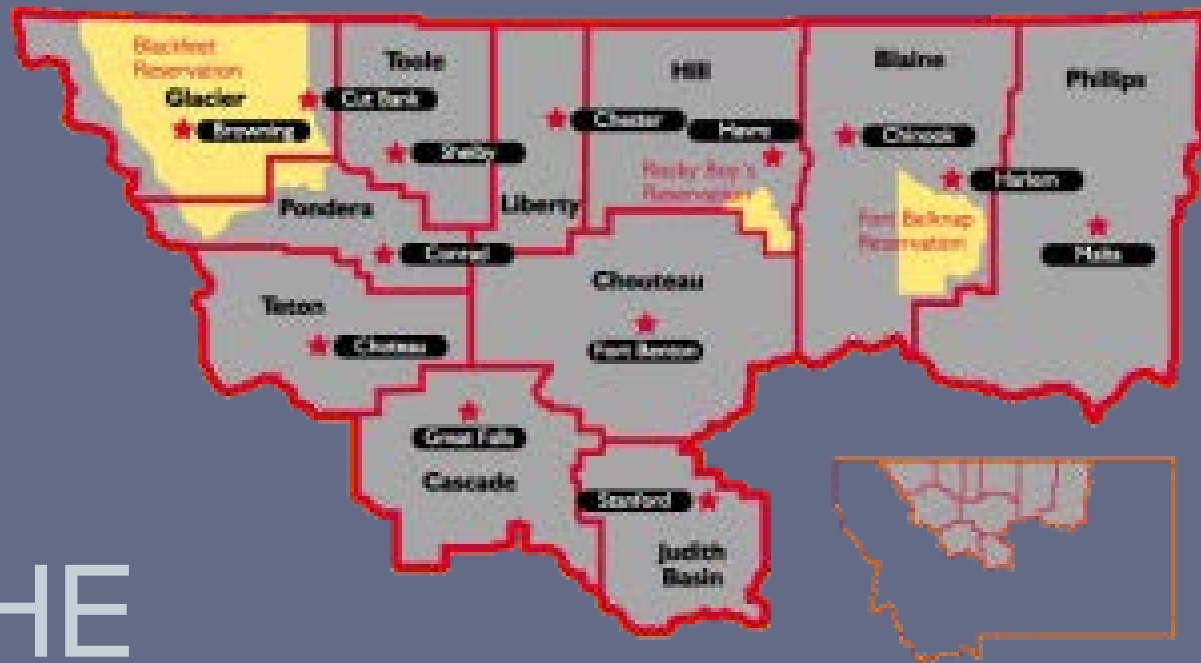 Blackfeet
Reservation
Glacier
Cut Bank
Browning
Toole
Shelby
Liberty
Chester
Hill
Havre
Rocky Boy's
Reservation
Blaine
Chinook
Harlem
Fort Belknap
Reservation
Phillips
Malta
Pondera
Conrad
Teton
Choteau
Chouteau
Fort Benton
Great Falls
Cascade
Stanford
Judith
Basin
HE